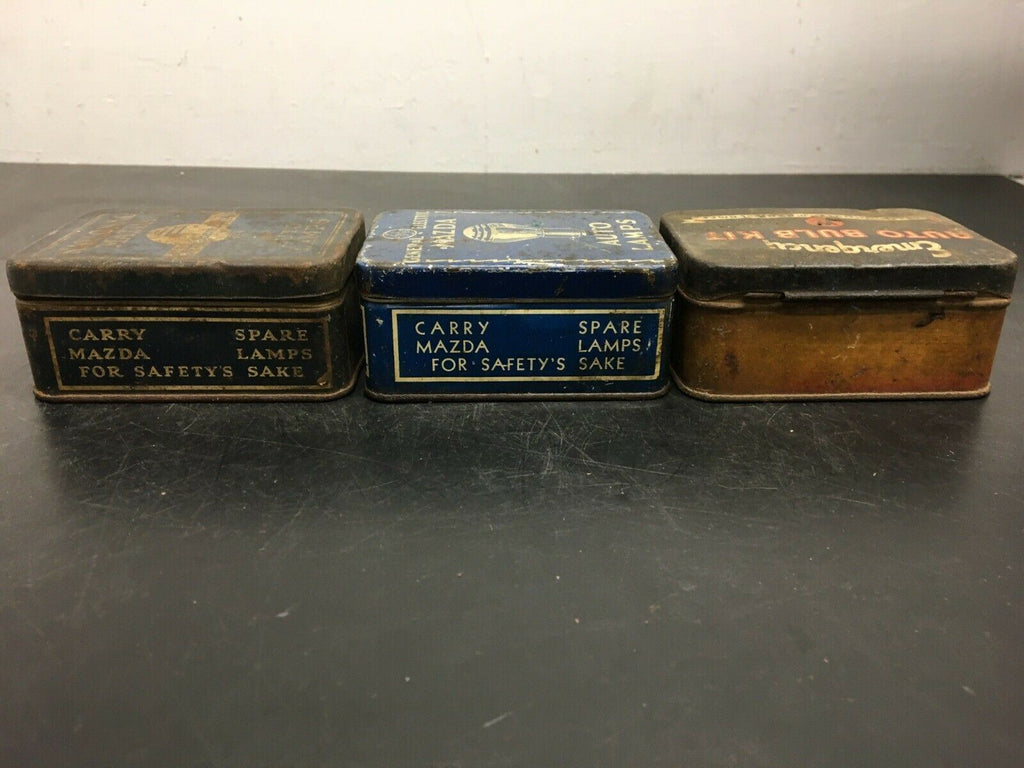 CARRY SPARE
MAZDA LAMPS
FOR SAFETY'S SAKE
MAZDA
AUTO
LAMPS
CARRY SPARE
MAZDA LAMPS
FOR SAFETY'S SAKE
Emergency
AUTO BULB KIT